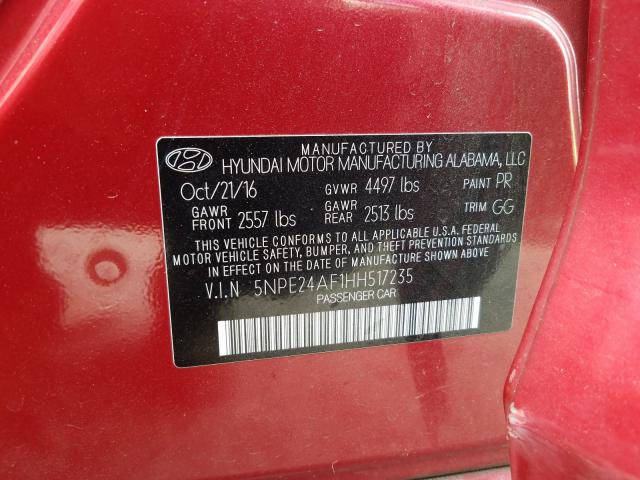 MANUFACTURED BY
HYUNDAI MOTOR MANUFACTURING ALABAMA, LLC
Oct/21/16 GVWR 4497 lbs PAINT PR
GAWR FRONT 2557 lbs GAWR REAR 2513 lbs TRIM GG
THIS VEHICLE CONFORMS TO ALL APPLICABLE U.S.A. FEDERAL
MOTOR VEHICLE SAFETY, BUMPER, AND THEFT PREVENTION STANDARDS
IN EFFECT ON THE DATE OF MANUFACTURE SHOWN ABOVE
V.I.N 5NPE24AF1HH517235
PASSENGER CAR